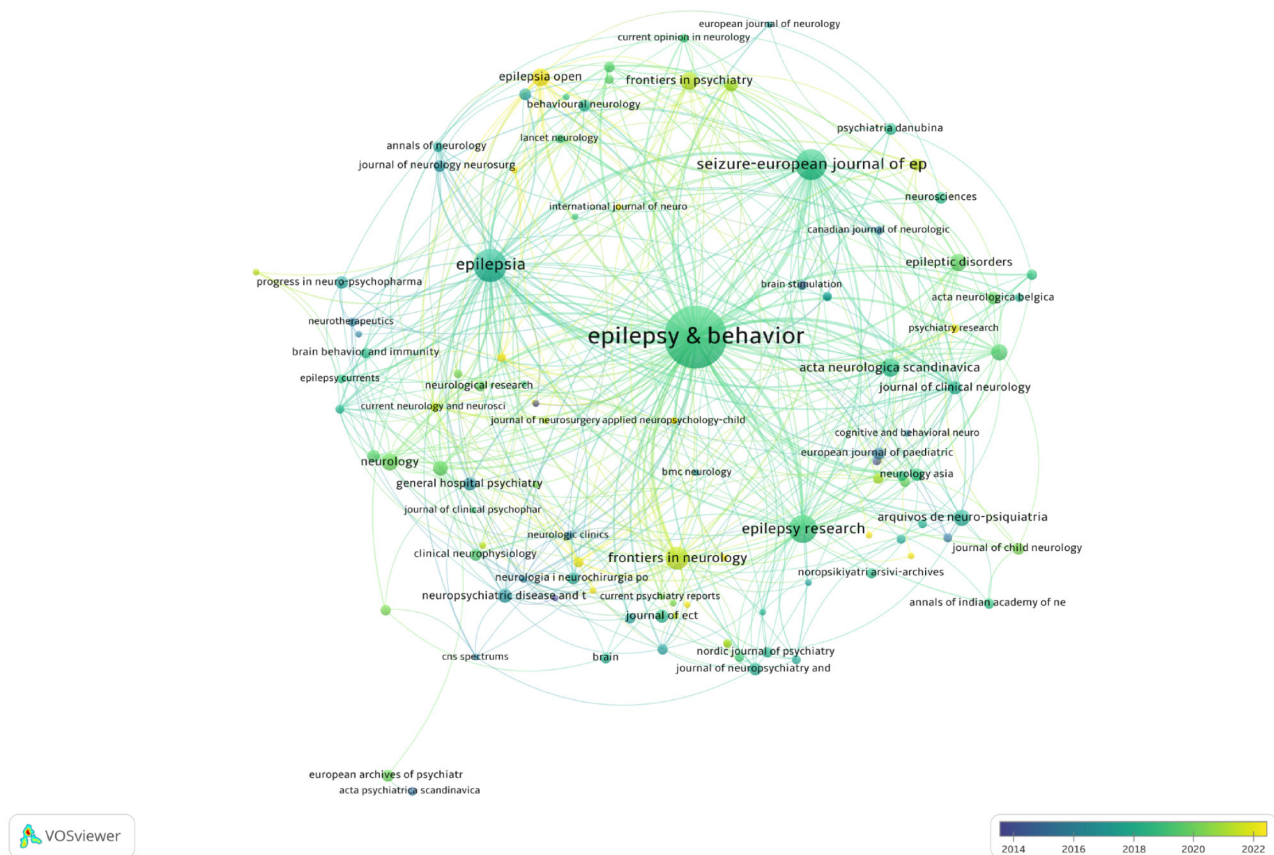 european journal of neurology
current opinion in neurology
epilepsia open
frontiers in psychiatry
behavioural neurology
psychiatria danubina
lancet neurology
annals of neurology
journal of neurology neurosurg
seizure-european journal of ep
neurosciences
international journal of neuro
canadian journal of neurologic
epilepsia
epileptic disorders
progress in neuro-psychopharma
brain stimulation
acta neurologica belgica
neurotherapeutics
psychiatry research
epilepsy & behavior
brain behavior and immunity
acta neurologica scandinavica
epilepsy currents
neurological research
journal of clinical neurology
current neurology and neurosci
journal of neurosurgery applied neuropsychology-child
cognitive and behavioral neuro
european journal of paediatric
neurology
bmc neurology
neurology asia
general hospital psychiatry
journal of clinical psychophar
arquivos de neuro-psiquiatria
epilepsy research
neurologic clinics
journal of child neurology
clinical neurophysiology
frontiers in neurology
noropsikiyatri arsivi-archives
neurologia i neurochirurgia po
neuropsychiatric disease and t
current psychiatry reports
annals of indian academy of ne
journal of ect
cns spectrums
brain
nordic journal of psychiatry
journal of neuropsychiatry and
european archives of psychiatr
acta psychiatrica scandinavica
VOSviewer
2014 2016 2018 2020 2022